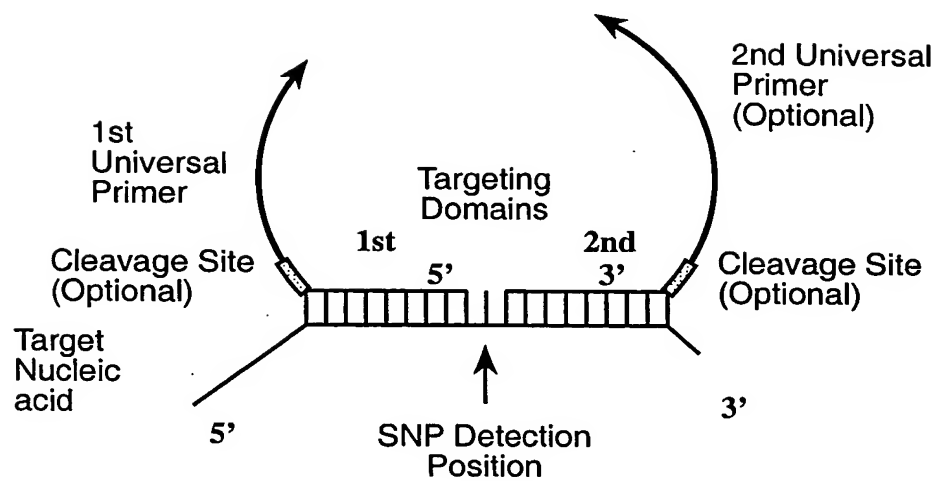 2nd Universal
Primer
(Optional)
1st
Universal
Primer
Targeting
Domains
1st
2nd
5’
3’
Cleavage Site
(Optional)
Cleavage Site
(Optional)
Target
Nucleic
acid
5’
3’
SNP Detection
Position